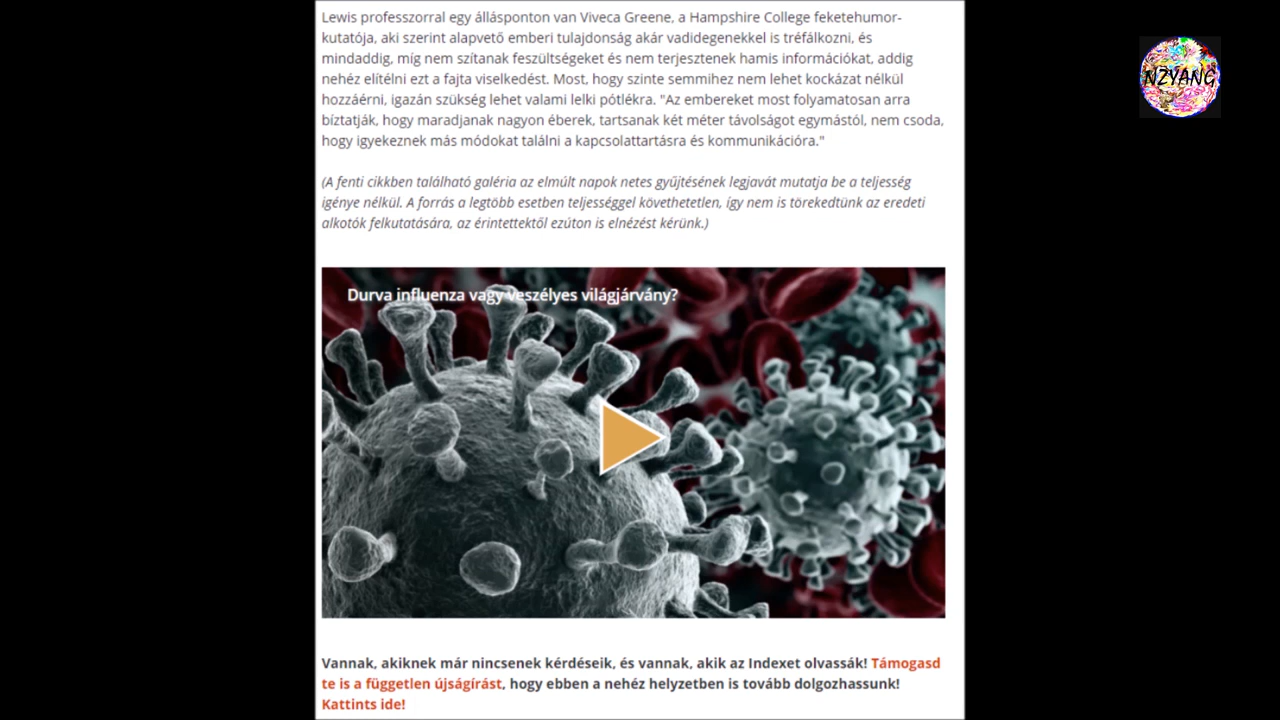 Lewis professzorral egy állásponton van Viveca Greene, a Hampshire College feketehumor-
kutatója, aki szerint alapvető emberi tulajdonság akár vadidegenekkel is tréfálkozni, és
mindaddig, míg nem szítanak feszültségeket és nem terjesztenek hamis információkat, addig
nehéz elítélni ezt a fajta viselkedést. Most, hogy szinte semmihez nem lehet kockázat nélkül
hozzáérni, igazán szükség lehet valami lelki pótlékra. "Az embereket most folyamatosan arra
bíztatják, hogy maradjanak nagyon éberek, tartsanak két méter távolságot egymástól, nem csoda,
hogy igyekeznek más módokat találni a kapcsolattartásra és kommunikációra."
(A fenti cikkben található galéria az elmúlt napok netes gyűjtésének legjavát mutatja be a teljesség
igénye nélkül. A forrás a legtöbb esetben teljességgel követhetetlen, így nem is törekedtünk az eredeti
alkotók felkutatására, az érintettektől ezúton is elnézést kérünk.)
Durva influenza vagy veszélyes világjárvány?
Vannak, akiknek már nincsenek kérdéseik, és vannak, akik az Indexet olvassák! Támogasd
te is a független újságírást, hogy ebben a nehéz helyzetben is tovább dolgozhassunk!
Kattints ide!
NZYANG